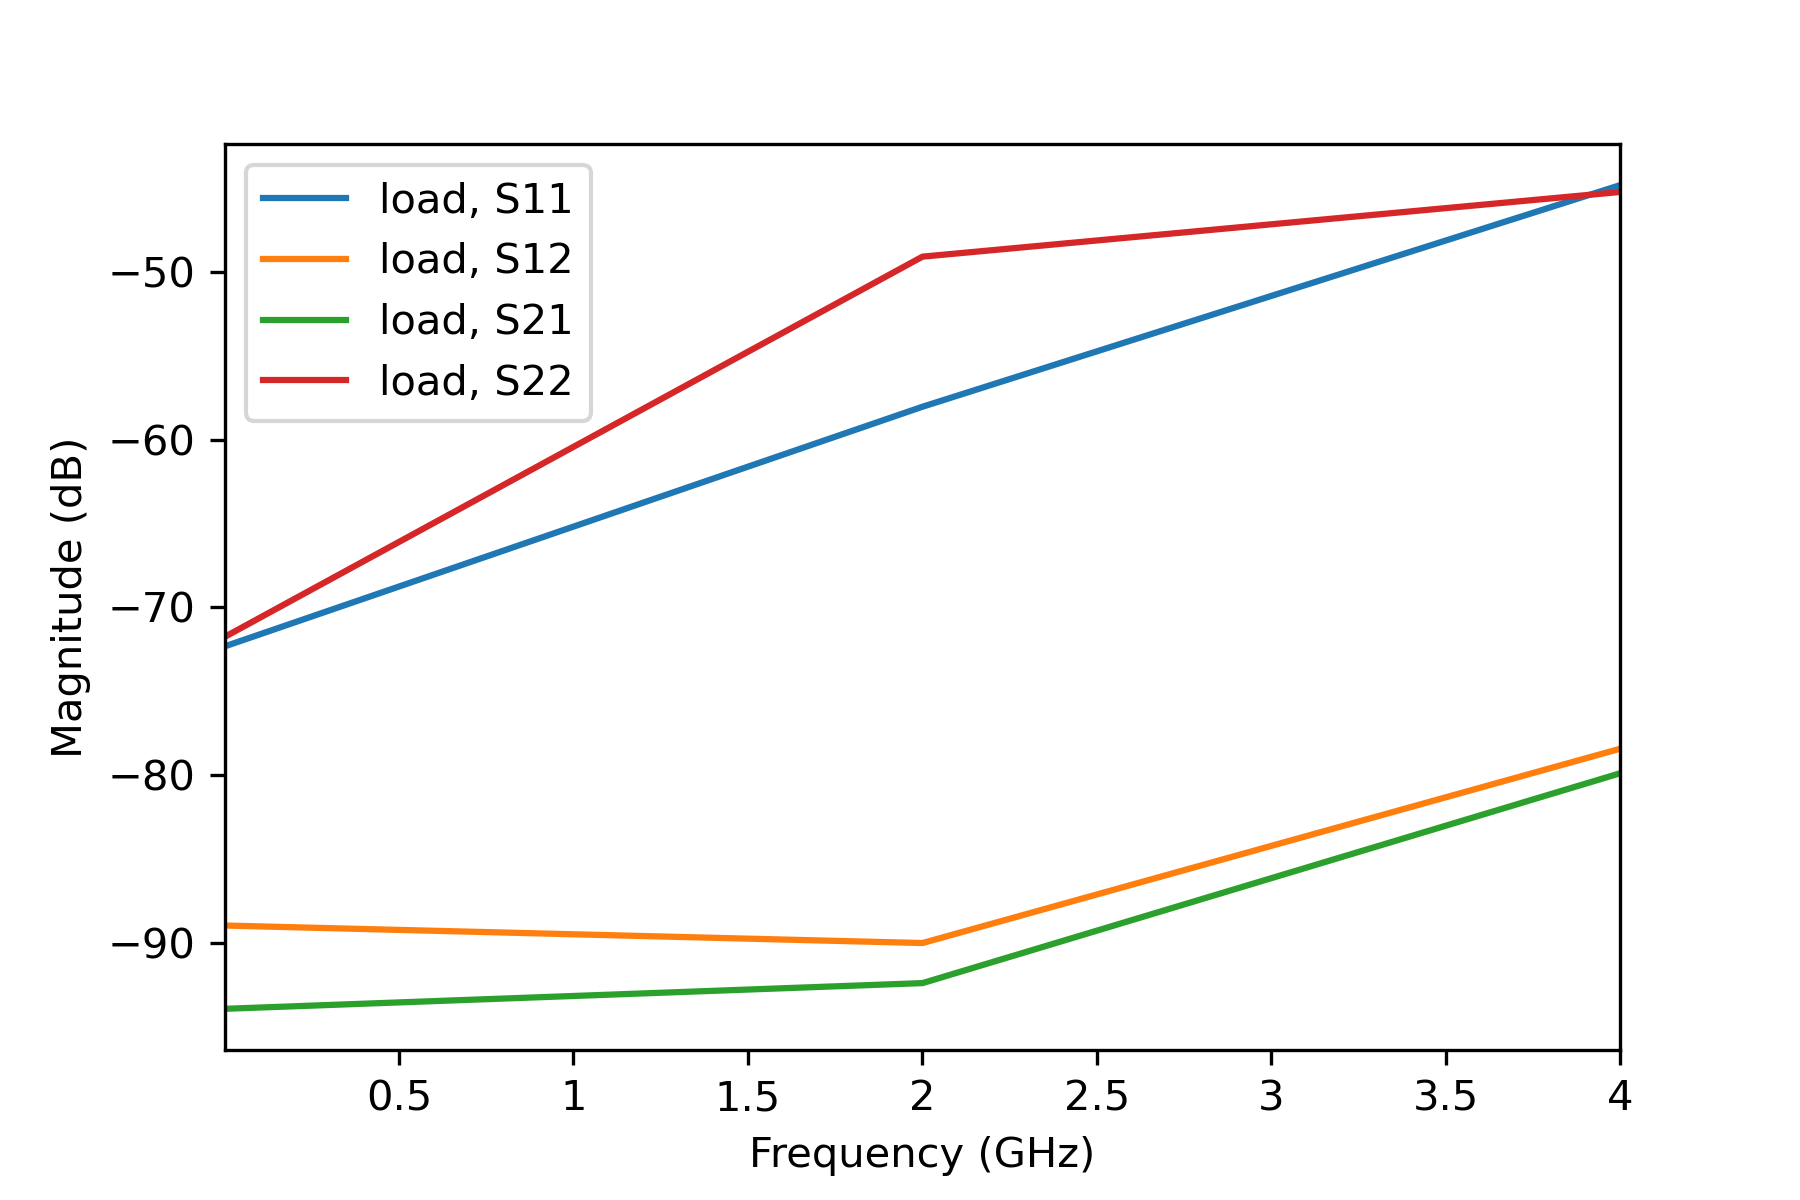 load, S11
load, S12
load, S21
load, S22
Magnitude (dB)
−50
−60
−70
−80
−90
0.5 1 1.5 2 2.5 3 3.5 4
Frequency (GHz)